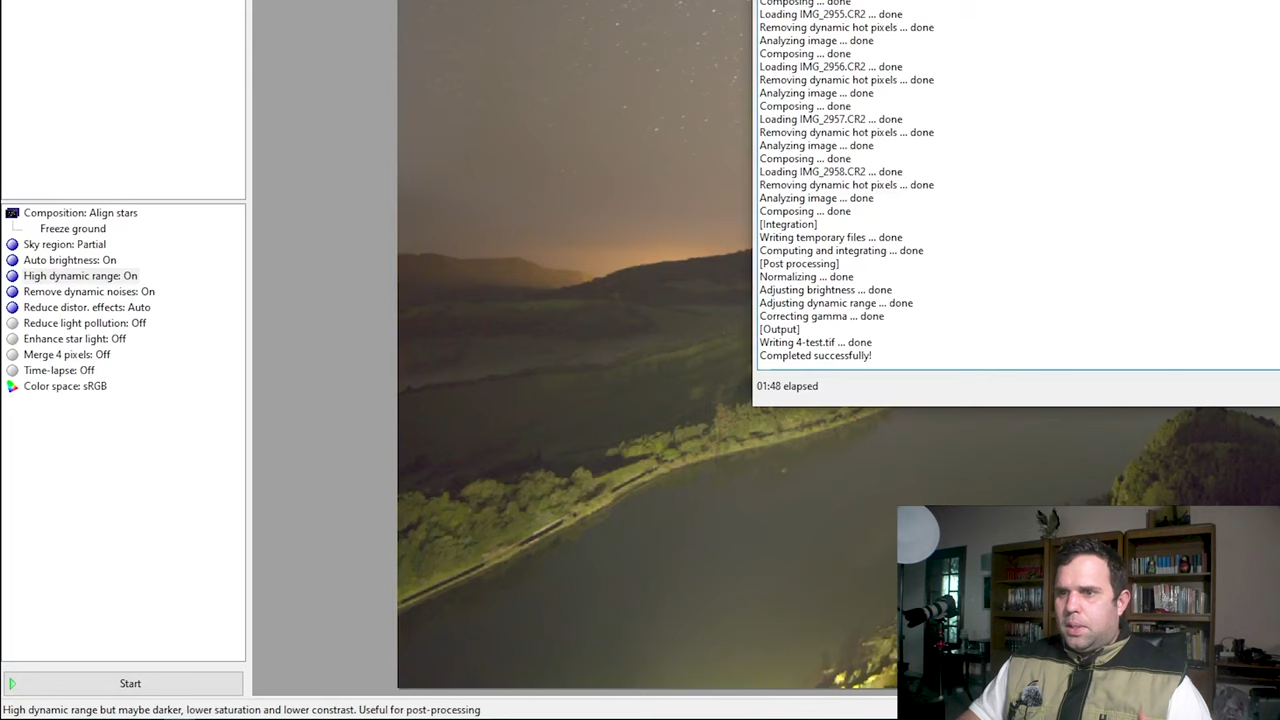 Composition: Align stars
Freeze ground
Sky region: Partial
Auto brightness: On
High dynamic range: On
Remove dynamic noises: On
Reduce distor. effects: Auto
Reduce light pollution: Off
Enhance star light: Off
Merge 4 pixels: Off
Time-lapse: Off
Color space: sRGB
Start
High dynamic range but maybe darker, lower saturation and lower constrast. Useful for post-processing
Composing ... done
Loading IMG_2955.CR2 ... done
Removing dynamic hot pixels ... done
Analyzing image ... done
Composing ... done
Loading IMG_2956.CR2 ... done
Removing dynamic hot pixels ... done
Analyzing image ... done
Composing ... done
Loading IMG_2957.CR2 ... done
Removing dynamic hot pixels ... done
Analyzing image ... done
Composing ... done
Loading IMG_2958.CR2 ... done
Removing dynamic hot pixels ... done
Analyzing image ... done
Composing ... done
[Integration]
Writing temporary files ... done
Computing and integrating ... done
[Post processing]
Normalizing ... done
Adjusting brightness ... done
Adjusting dynamic range ... done
Correcting gamma ... done
[Output]
Writing 4-test.tif ... done
Completed successfully!
01:48 elapsed